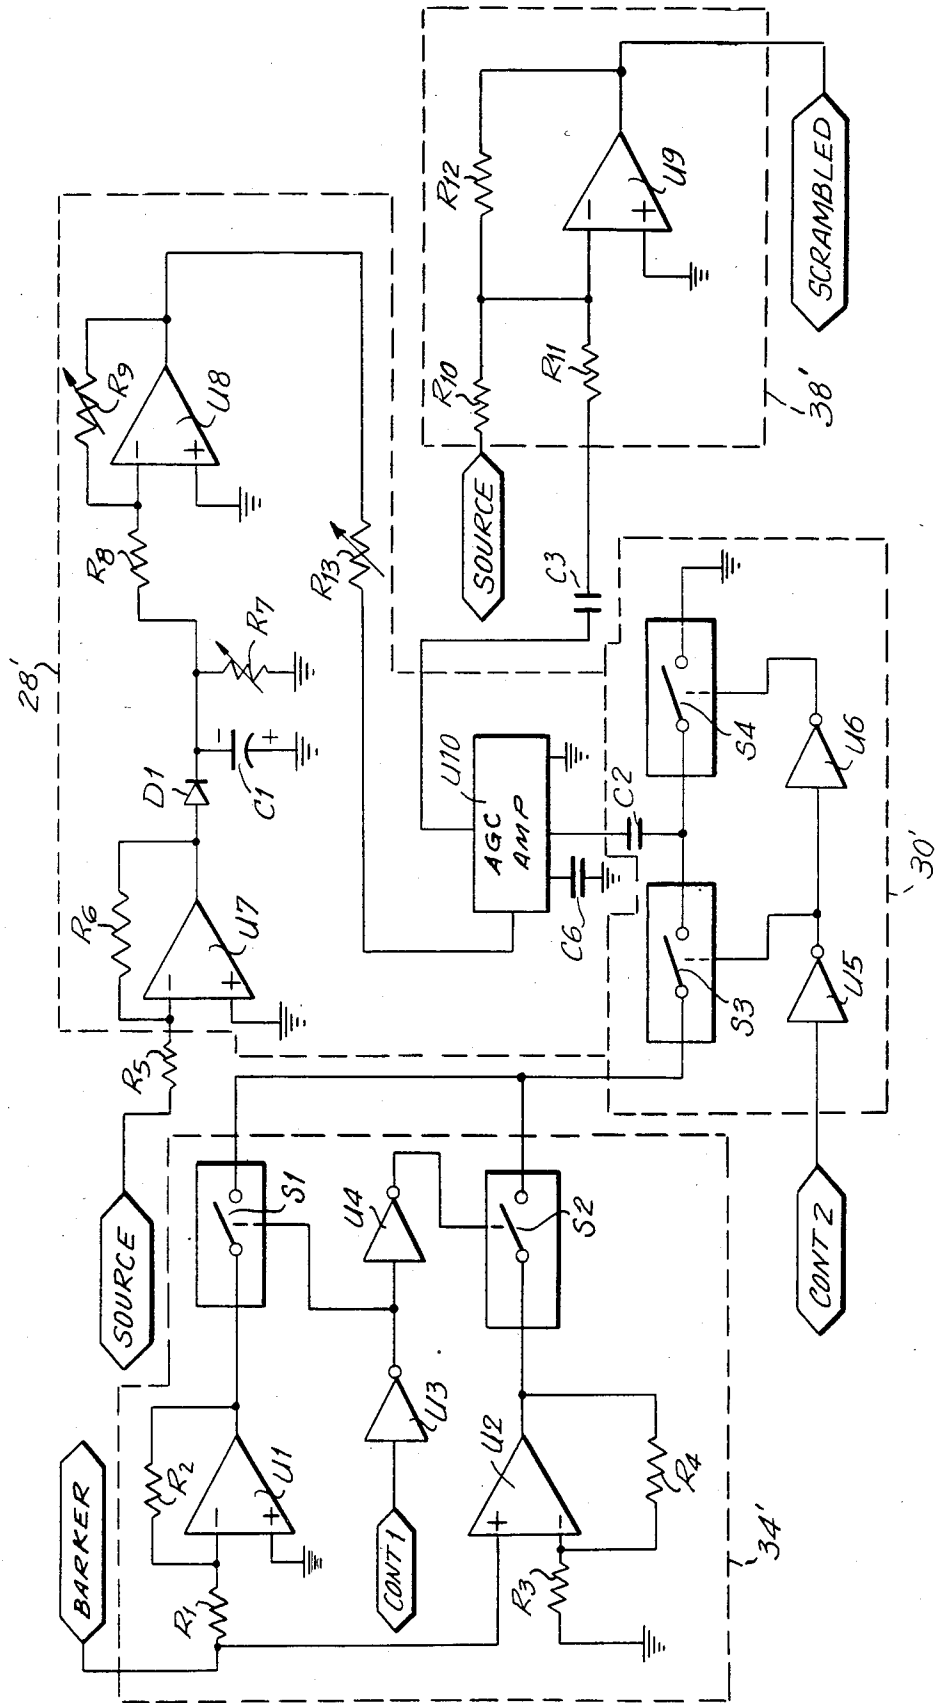 BARKER
R1
R2
U1
-
+
S1
CONT 1
U3
U4
R3
R4
U2
+
-
S2
34'
SOURCE
R5
R6
U7
-
+
D1
C1
-
+
R7
R8
R9
U8
-
+
28'
R13
U10
AGC
AMP
C6
C2
C3
S3
S4
U5
U6
CONT 2
30'
SOURCE
R10
R11
R12
U9
-
+
38'
SCRAMBLED